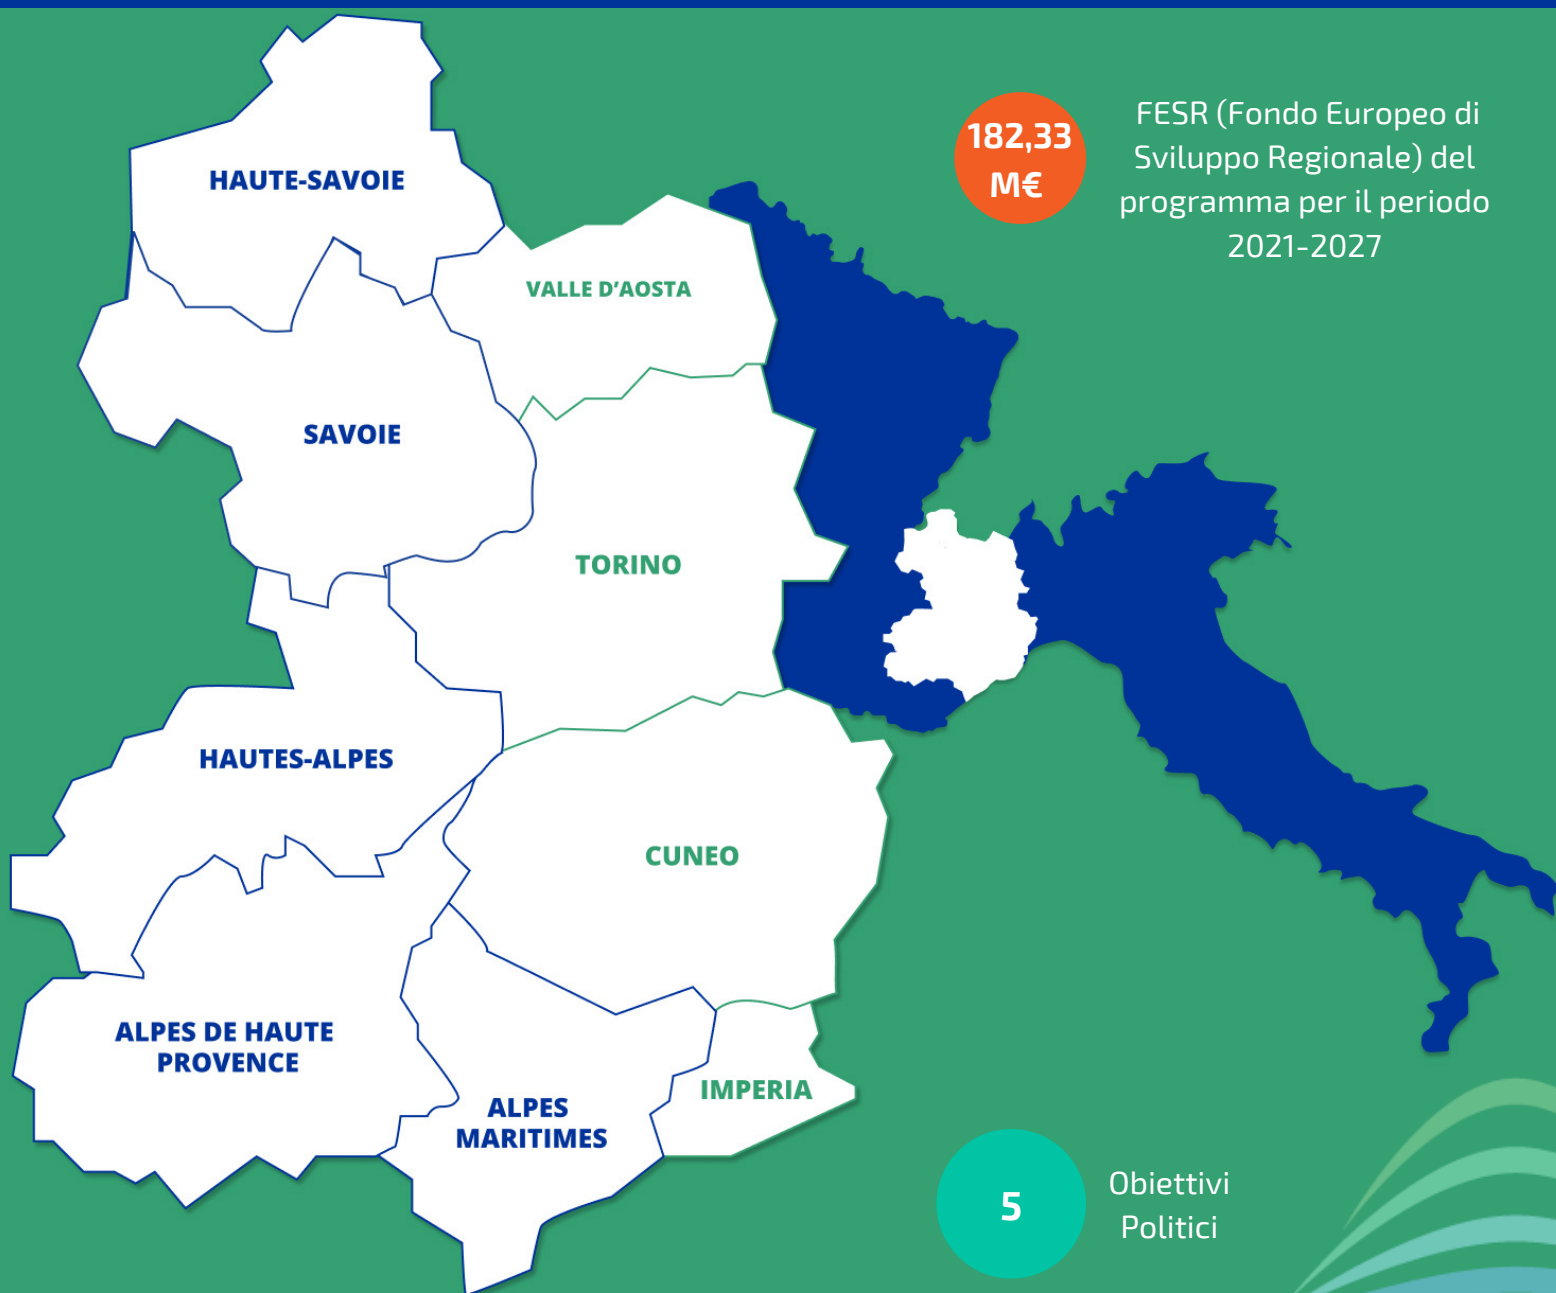 182,33
M€
FESR (Fondo Europeo di
Sviluppo Regionale) del
programma per il periodo
2021-2027
HAUTE-SAVOIE
VALLE D’AOSTA
SAVOIE
TORINO
HAUTES-ALPES
CUNEO
ALPES DE HAUTE
PROVENCE
IMPERIA
ALPES
MARITIMES
5
Obiettivi
Politici